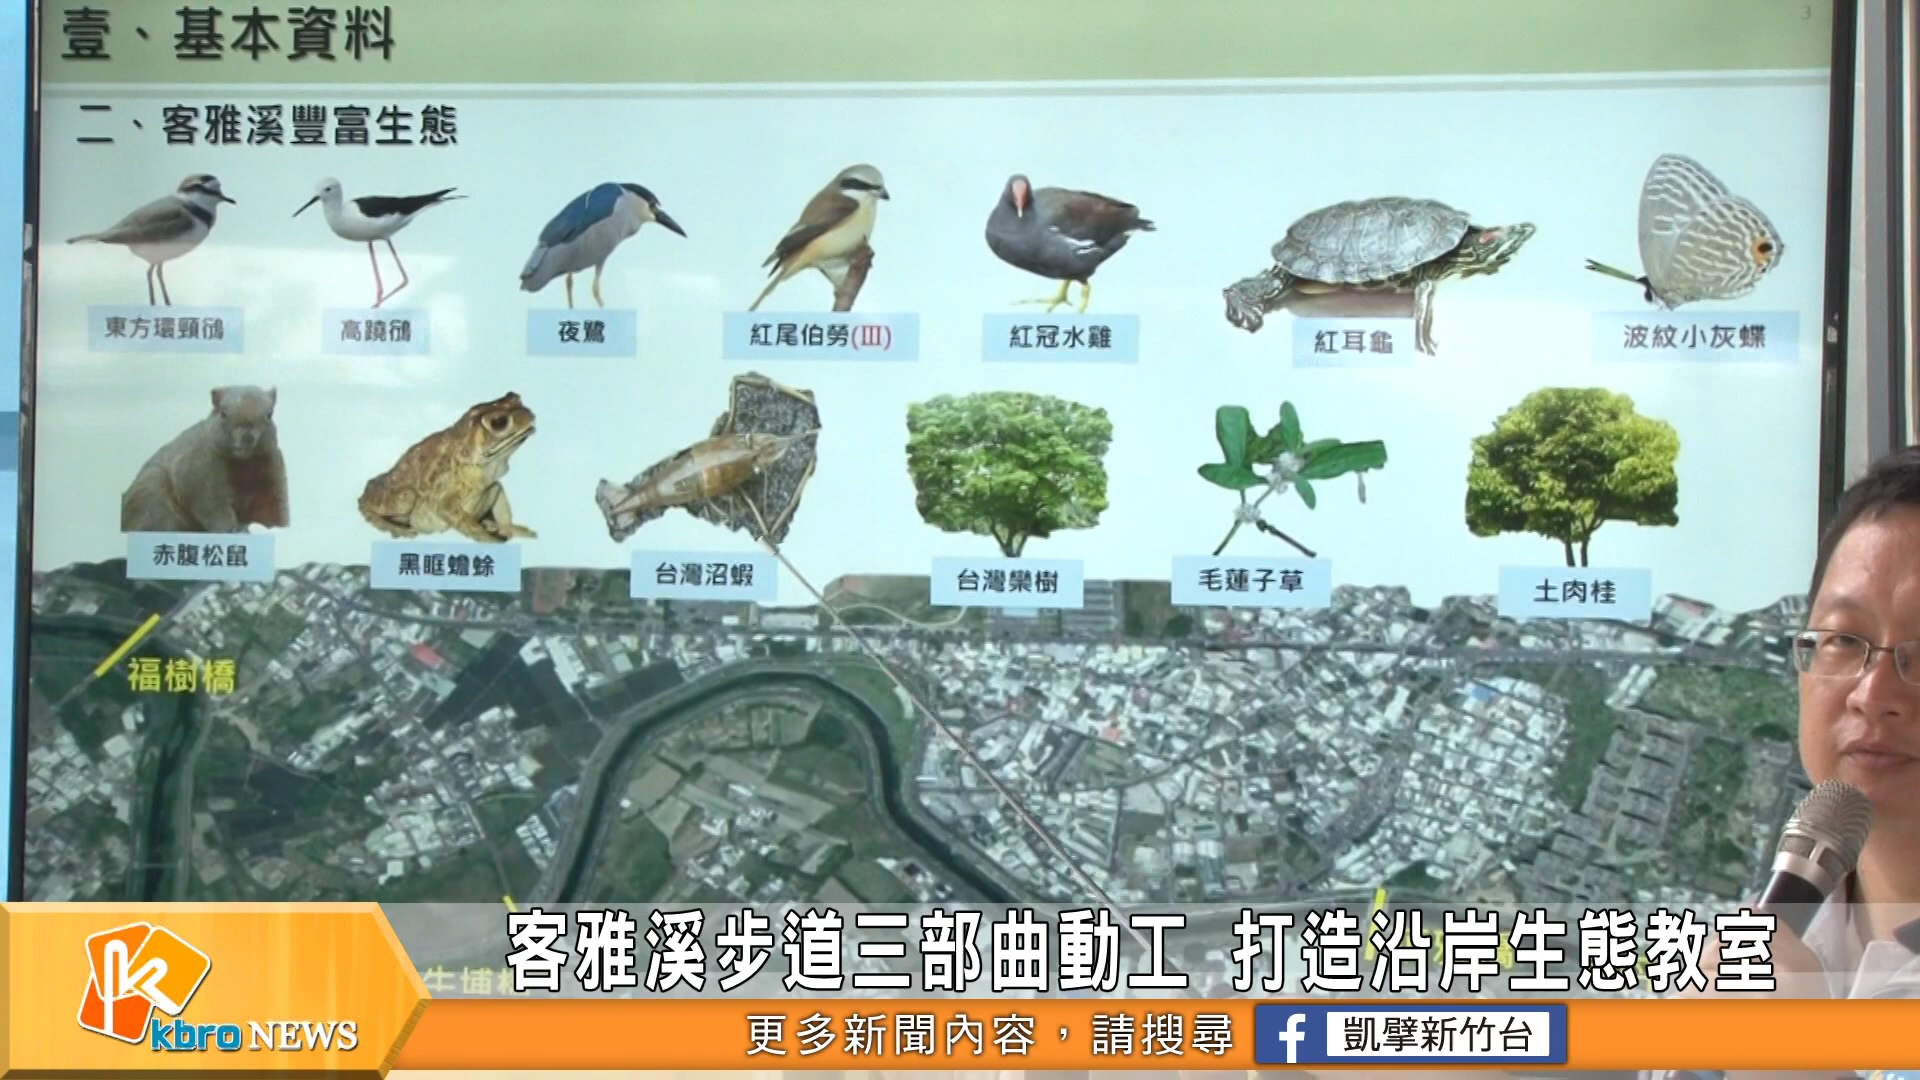 3
壹、基本資料
二、客雅溪豐富生態
東方環頸鴴
高蹺鴴
夜鷺
紅尾伯勞(III)
紅冠水雞
紅耳龜
波紋小灰蝶
赤腹松鼠
黑眶蟾蜍
台灣沼蝦
台灣欒樹
毛蓮子草
土肉桂
福樹橋
牛埔橋
客雅溪步道三部曲動工 打造沿岸生態教室
kbro NEWS
更多新聞內容，請搜尋
f 凱擘新竹台